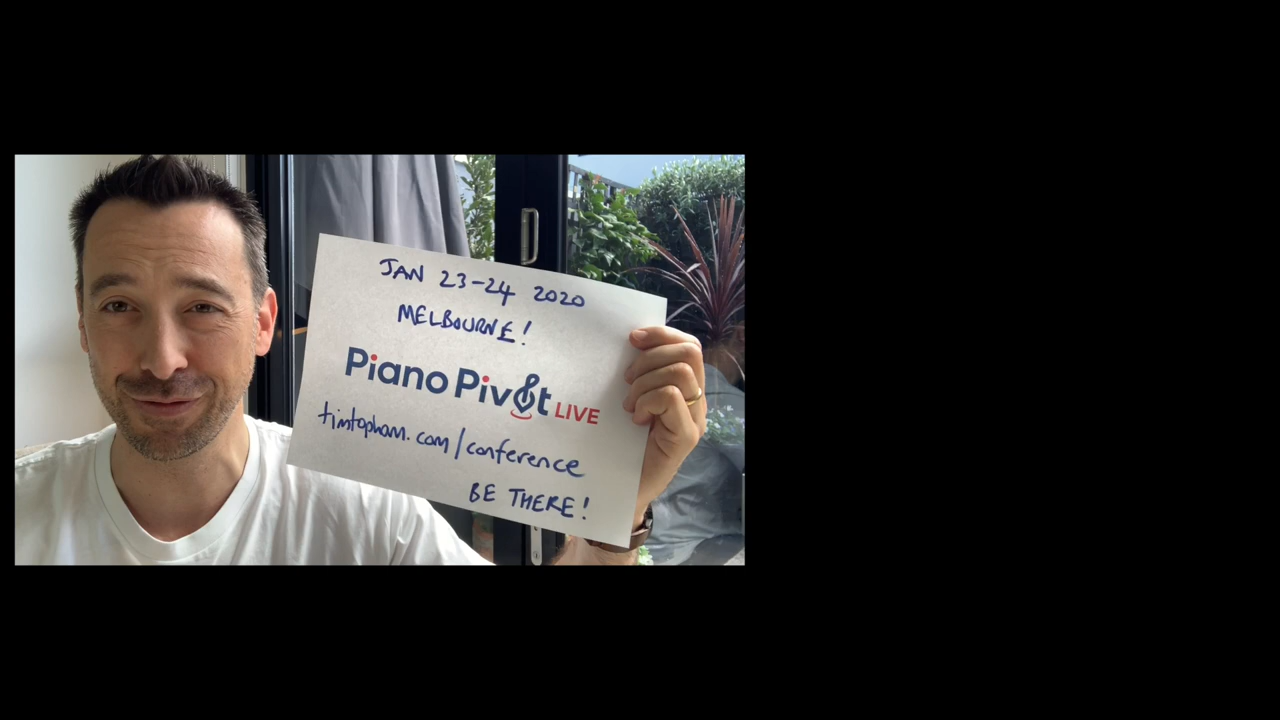 JAN 23-24 2020
MELBOURNE!
Piano Pivot LIVE
timtopham.com/conference
BE THERE!